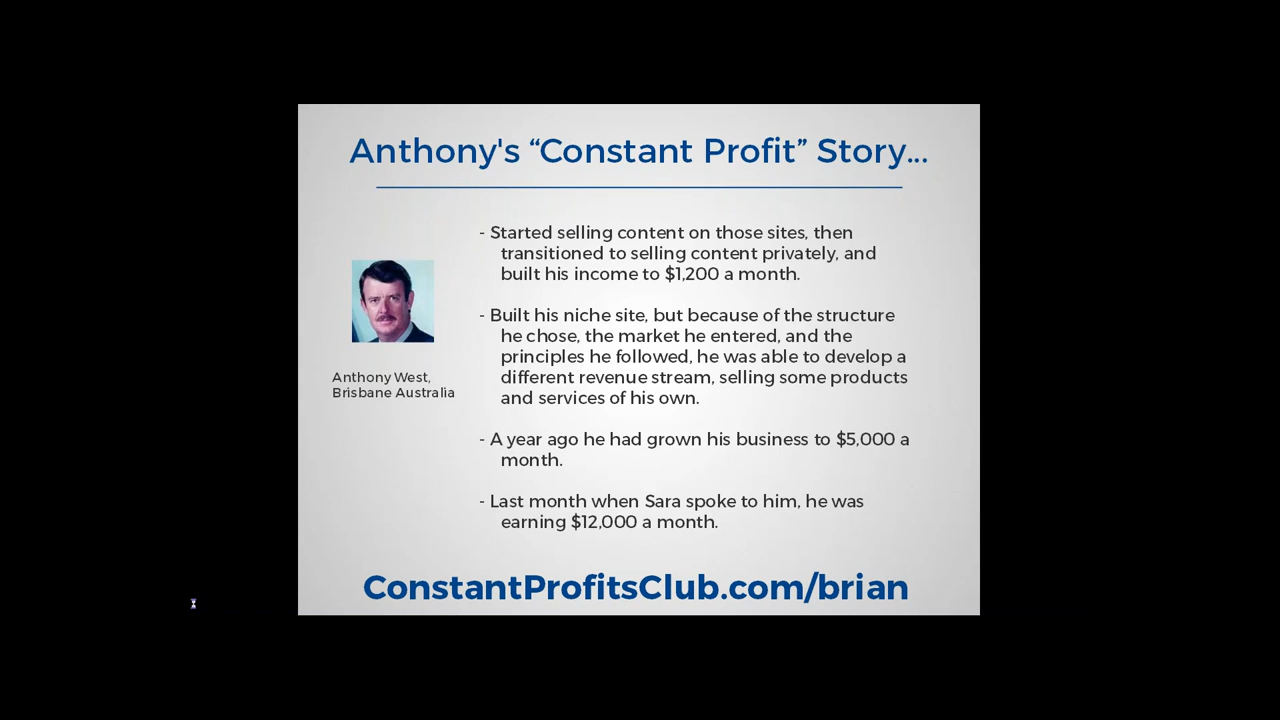 Anthony's “Constant Profit” Story...
- Started selling content on those sites, then
transitioned to selling content privately, and
built his income to $1,200 a month.
- Built his niche site, but because of the structure
he chose, the market he entered, and the
principles he followed, he was able to develop a
different revenue stream, selling some products
and services of his own.
Anthony West,
Brisbane Australia
- A year ago he had grown his business to $5,000 a
month.
- Last month when Sara spoke to him, he was
earning $12,000 a month.
ConstantProfitsClub.com/brian